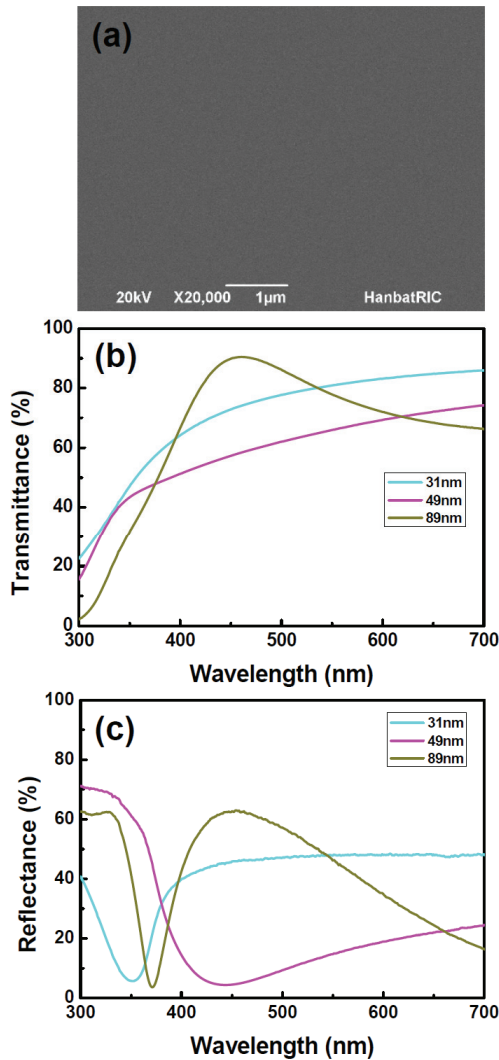 (a)
20kV X20,000 1μm HanbatRIC
(b)
100
80
60
40
20
0
Transmittance (%)
31nm
49nm
89nm
300 400 500 600 700
Wavelength (nm)
(c)
100
80
60
40
20
0
Reflectance (%)
31nm
49nm
89nm
300 400 500 600 700
Wavelength (nm)